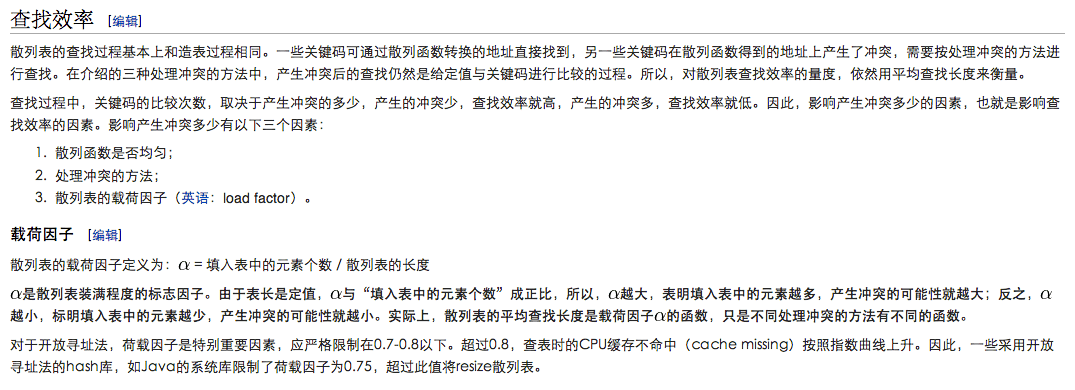 查找效率 [编辑]
散列表的查找过程基本上和造表过程相同。一些关键码可通过散列函数转换的地址直接找到，另一些关键码在散列函数得到的地址上产生了冲突，需要按处理冲突的方法进
行查找。在介绍的三种处理冲突的方法中，产生冲突后的查找仍然是给定值与关键码进行比较的过程。所以，对散列表查找效率的量度，依然用平均查找长度来衡量。
查找过程中，关键码的比较次数，取决于产生冲突的多少，产生的冲突少，查找效率就高，产生的冲突多，查找效率就低。因此，影响产生冲突多少的因素，也就是影响查
找效率的因素。影响产生冲突多少有以下三个因素：
1. 散列函数是否均匀；
2. 处理冲突的方法；
3. 散列表的载荷因子（英语：load factor）。
载荷因子 [编辑]
散列表的载荷因子定义为：α = 填入表中的元素个数 / 散列表的长度
α是散列表装满程度的标志因子。由于表长是定值，α与“填入表中的元素个数”成正比，所以，α越大，表明填入表中的元素越多，产生冲突的可能性就越大；反之，α
越小，标明填入表中的元素越少，产生冲突的可能性就越小。实际上，散列表的平均查找长度是载荷因子α的函数，只是不同处理冲突的方法有不同的函数。
对于开放寻址法，荷载因子是特别重要因素，应严格限制在0.7-0.8以下。超过0.8，查表时的CPU缓存不命中（cache missing）按照指数曲线上升。因此，一些采用开放
寻址法的hash库，如Java的系统库限制了荷载因子为0.75，超过此值将resize散列表。